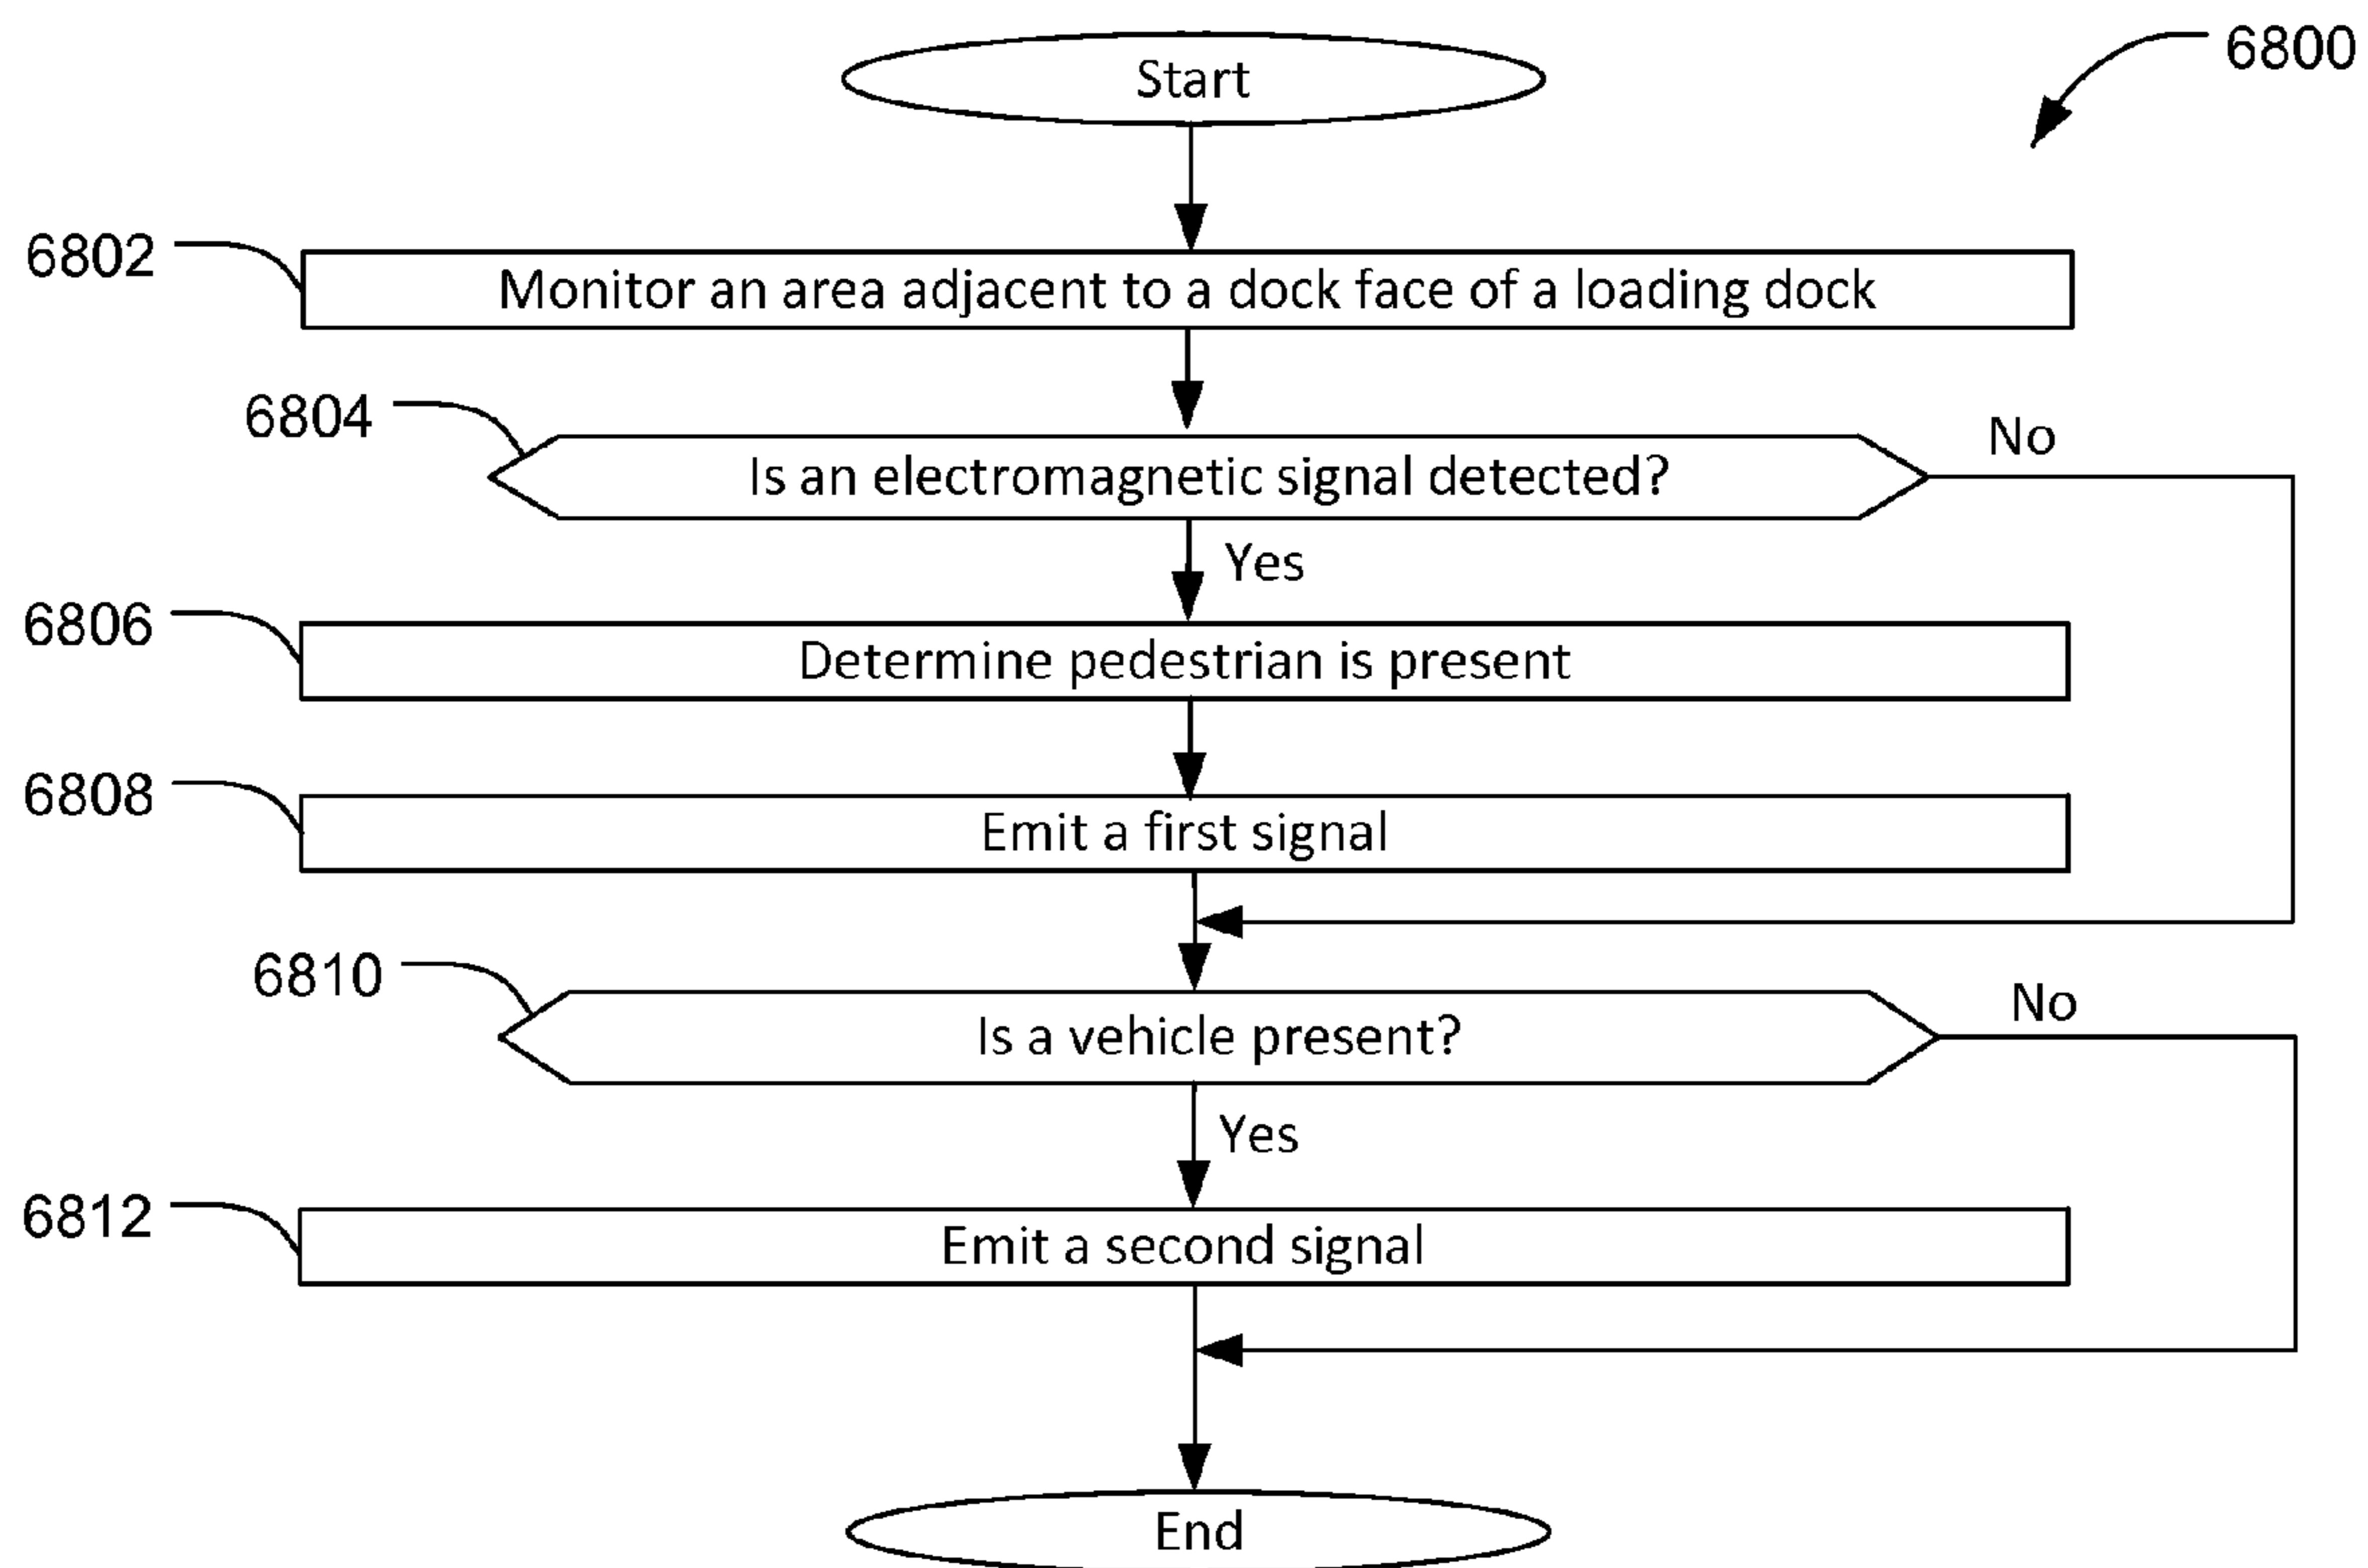 Start
6800
6802
Monitor an area adjacent to a dock face of a loading dock
6804
Is an electromagnetic signal detected?
No
Yes
6806
Determine pedestrian is present
6808
Emit a first signal
6810
Is a vehicle present?
No
Yes
6812
Emit a second signal
End